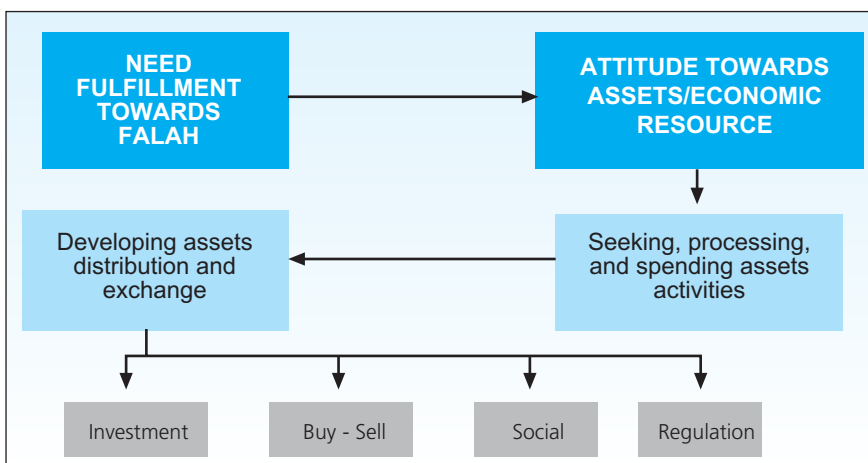 NEED
FULFILLMENT
TOWARDS
FALAH
ATTITUDE TOWARDS
ASSETS/ECONOMIC
RESOURCE
Developing assets
distribution and
exchange
Seeking, processing,
and spending assets
activities
Investment
Buy - Sell
Social
Regulation